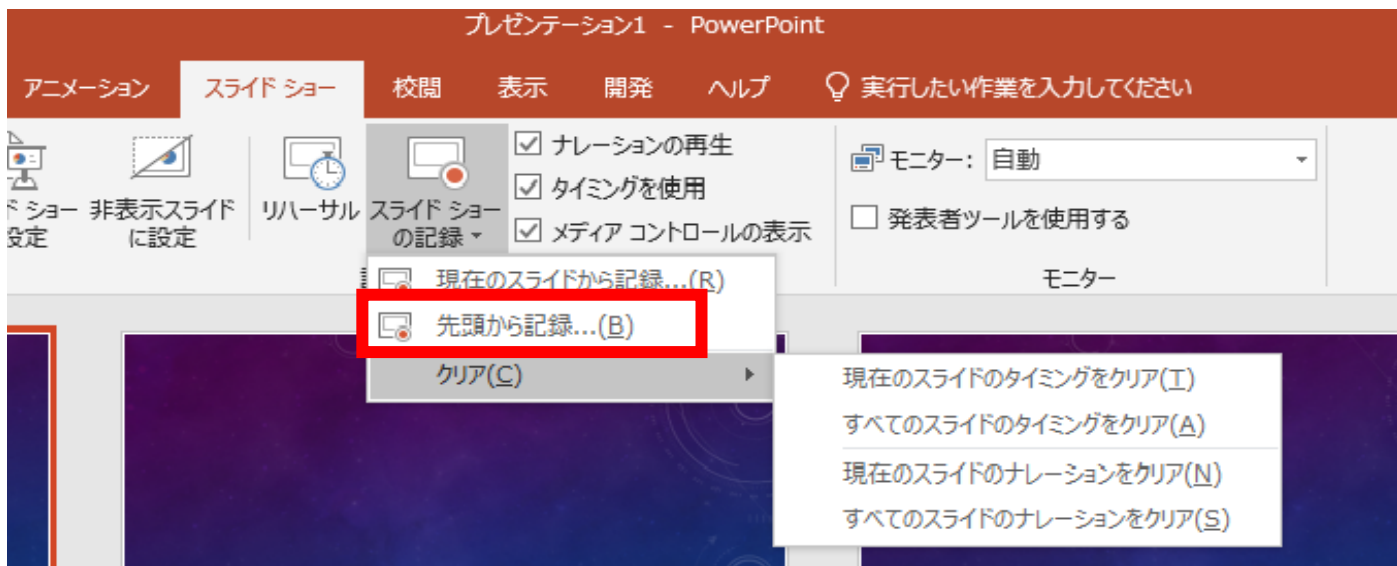 プレゼンテーション1 - PowerPoint
アニメーション スライド ショー 校閲 表示 開発 ヘルプ 実行したい作業を入力してください
ド ショー
設定
非表示スライド
に設定
リハーサル
スライド ショー
の記録
ナレーションの再生
タイミングを使用
メディア コントロールの表示
モニター: 自動
発表者ツールを使用する
モニター
現在のスライドから記録...(R)
先頭から記録...(B)
クリア(C)
現在のスライドのタイミングをクリア(T)
すべてのスライドのタイミングをクリア(A)
現在のスライドのナレーションをクリア(N)
すべてのスライドのナレーションをクリア(S)